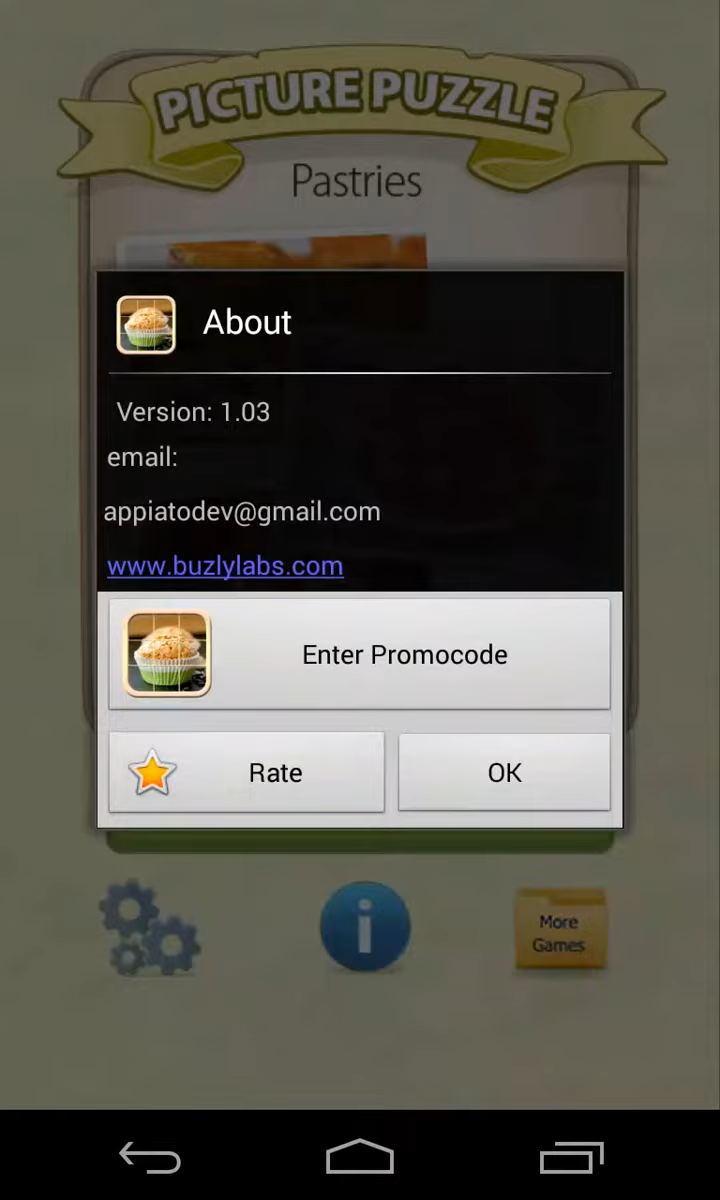 PICTURE PUZZLE
Pastries
About
Version: 1.03
email:
appiatodev@gmail.com
www.buzlylabs.com
Enter Promocode
Rate
OK
More
Games